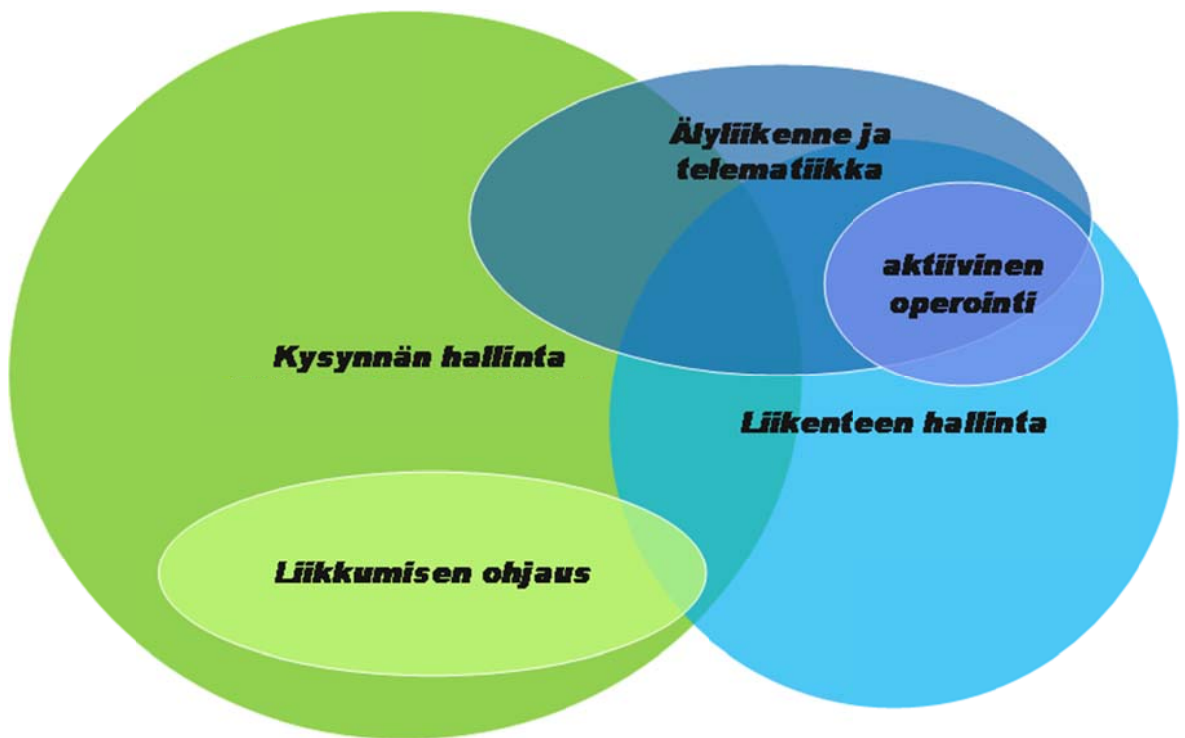 Älyliikenne ja
telematiikka
aktiivinen
operointi
Kysynnän hallinta
Liikenteen hallinta
Liikkumisen ohjaus